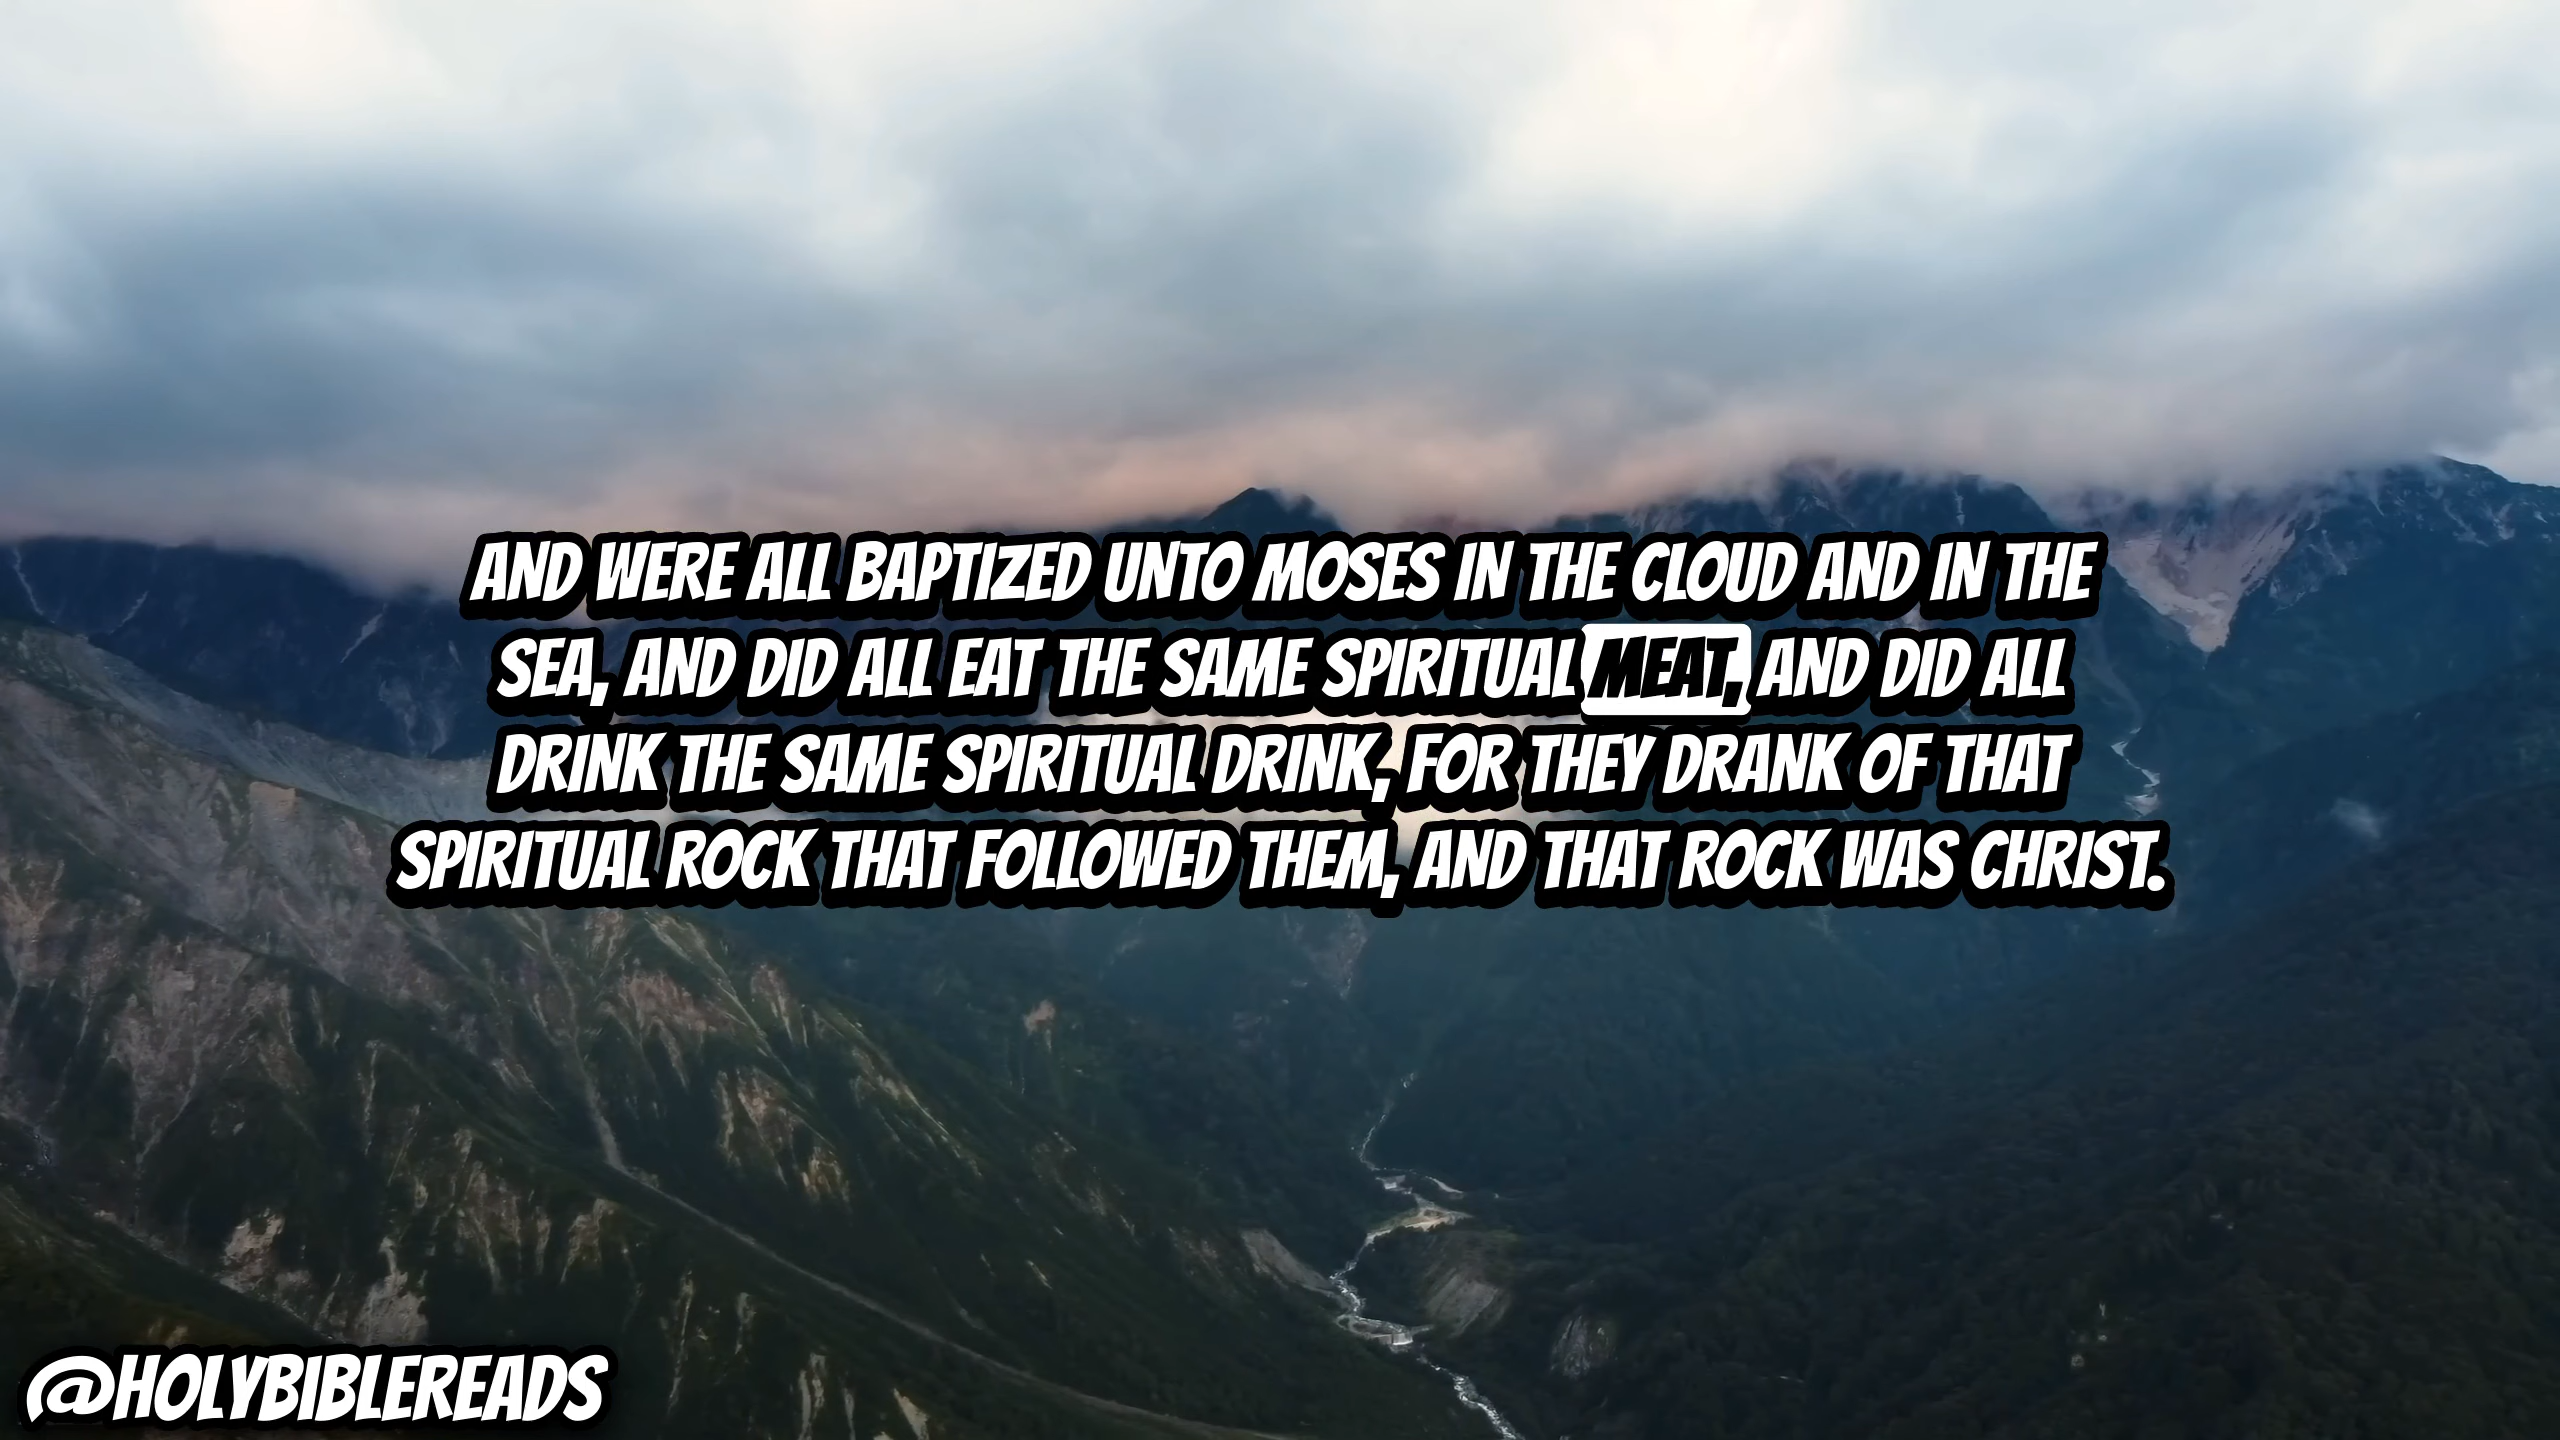 AND WERE ALL BAPTIZED UNTO MOSES IN THE CLOUD AND IN THE
SEA, AND DID ALL EAT THE SAME SPIRITUAL MEAT, AND DID ALL
DRINK THE SAME SPIRITUAL DRINK, FOR THEY DRANK OF THAT
SPIRITUAL ROCK THAT FOLLOWED THEM, AND THAT ROCK WAS CHRIST.
@HOLYBIBLEREADS